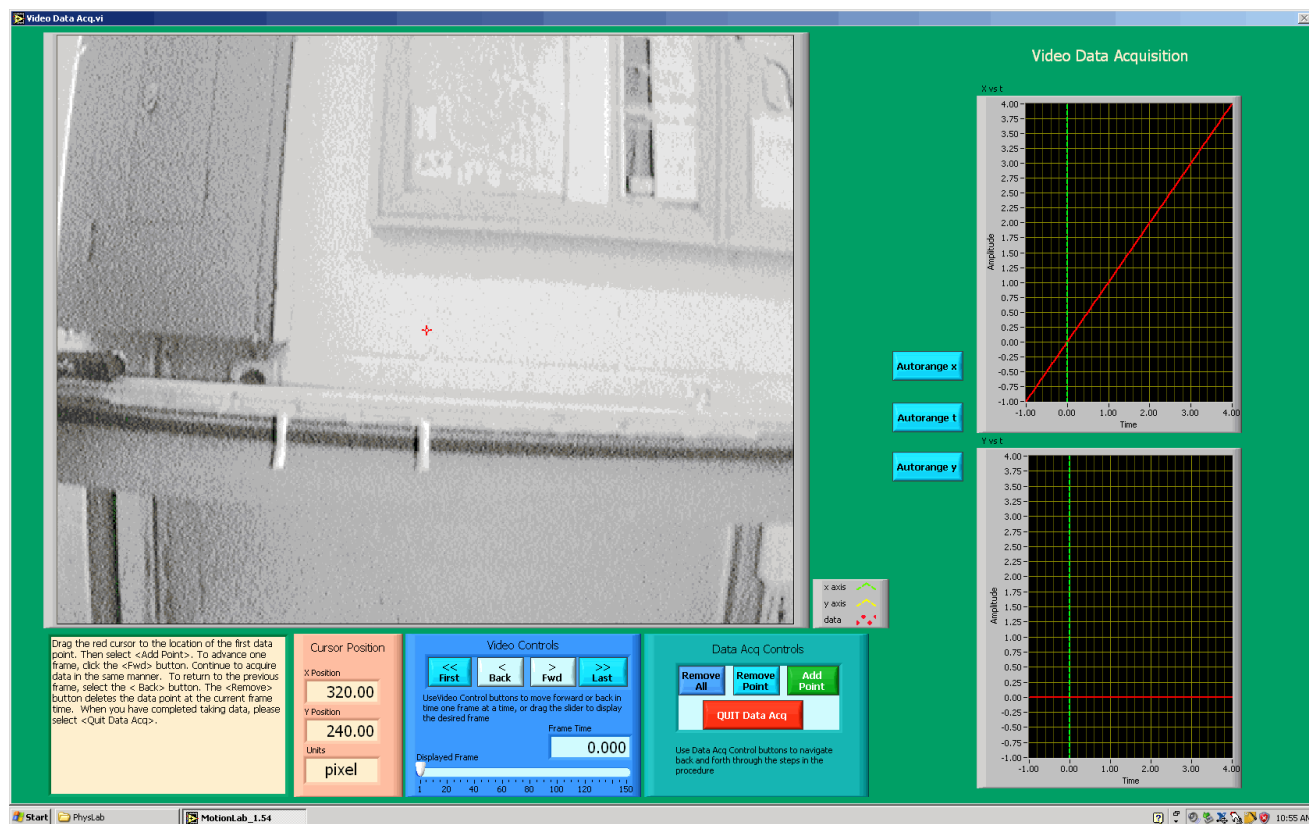 Video Data Acq.vi
Video Data Acquisition
X vs t
4.00
3.75
3.50
3.25
3.00
2.75
2.50
2.25
2.00
1.75
1.50
1.25
1.00
0.75
0.50
0.25
0.00
-0.25
-0.50
-0.75
-1.00
Amplitude
-1.00 0.00 1.00 2.00 3.00 4.00
Time
Autorange x
Autorange t
Autorange y
Y vs t
4.00
3.75
3.50
3.25
3.00
2.75
2.50
2.25
2.00
1.75
1.50
1.25
1.00
0.75
0.50
0.25
0.00
-0.25
-0.50
-0.75
-1.00
Amplitude
-1.00 0.00 1.00 2.00 3.00 4.00
Time
x axis
y axis
data
Drag the red cursor to the location of the first data
point. Then select <Add Point>. To advance one
frame, click the <Fwd> button. Continue to acquire
data in the same manner. To return to the previous
frame, select the < Back> button. The <Remove>
button deletes the data point at the current frame
time. When you have completed taking data, please
select <Quit Data Acq>.
Cursor Position
X Position
320.00
Y Position
240.00
Units
pixel
Video Controls
<< First
< Back
> Fwd
>> Last
UseVideo Control buttons to move forward or back in
time one frame at a time, or drag the slider to display
the desired frame
Frame Time
0.000
Displayed Frame
1 20 40 60 80 100 120 150
Data Acq Controls
Remove All
Remove Point
Add Point
QUIT Data Acq
Use Data Acq Control buttons to navigate
back and forth through the steps in the
procedure
Start
PhysLab
MotionLab_1.54
10:55 AM